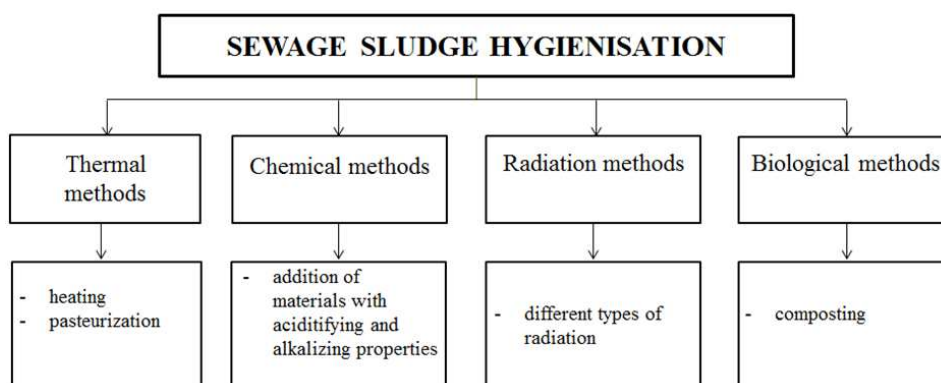 SEWAGE SLUDGE HYGIENISATION
Thermal
methods
Chemical methods
Radiation methods
Biological methods
- heating
- pasteurization
- addition of
materials with
aciditifying and
alkalizing properties
- different types of
radiation
- composting